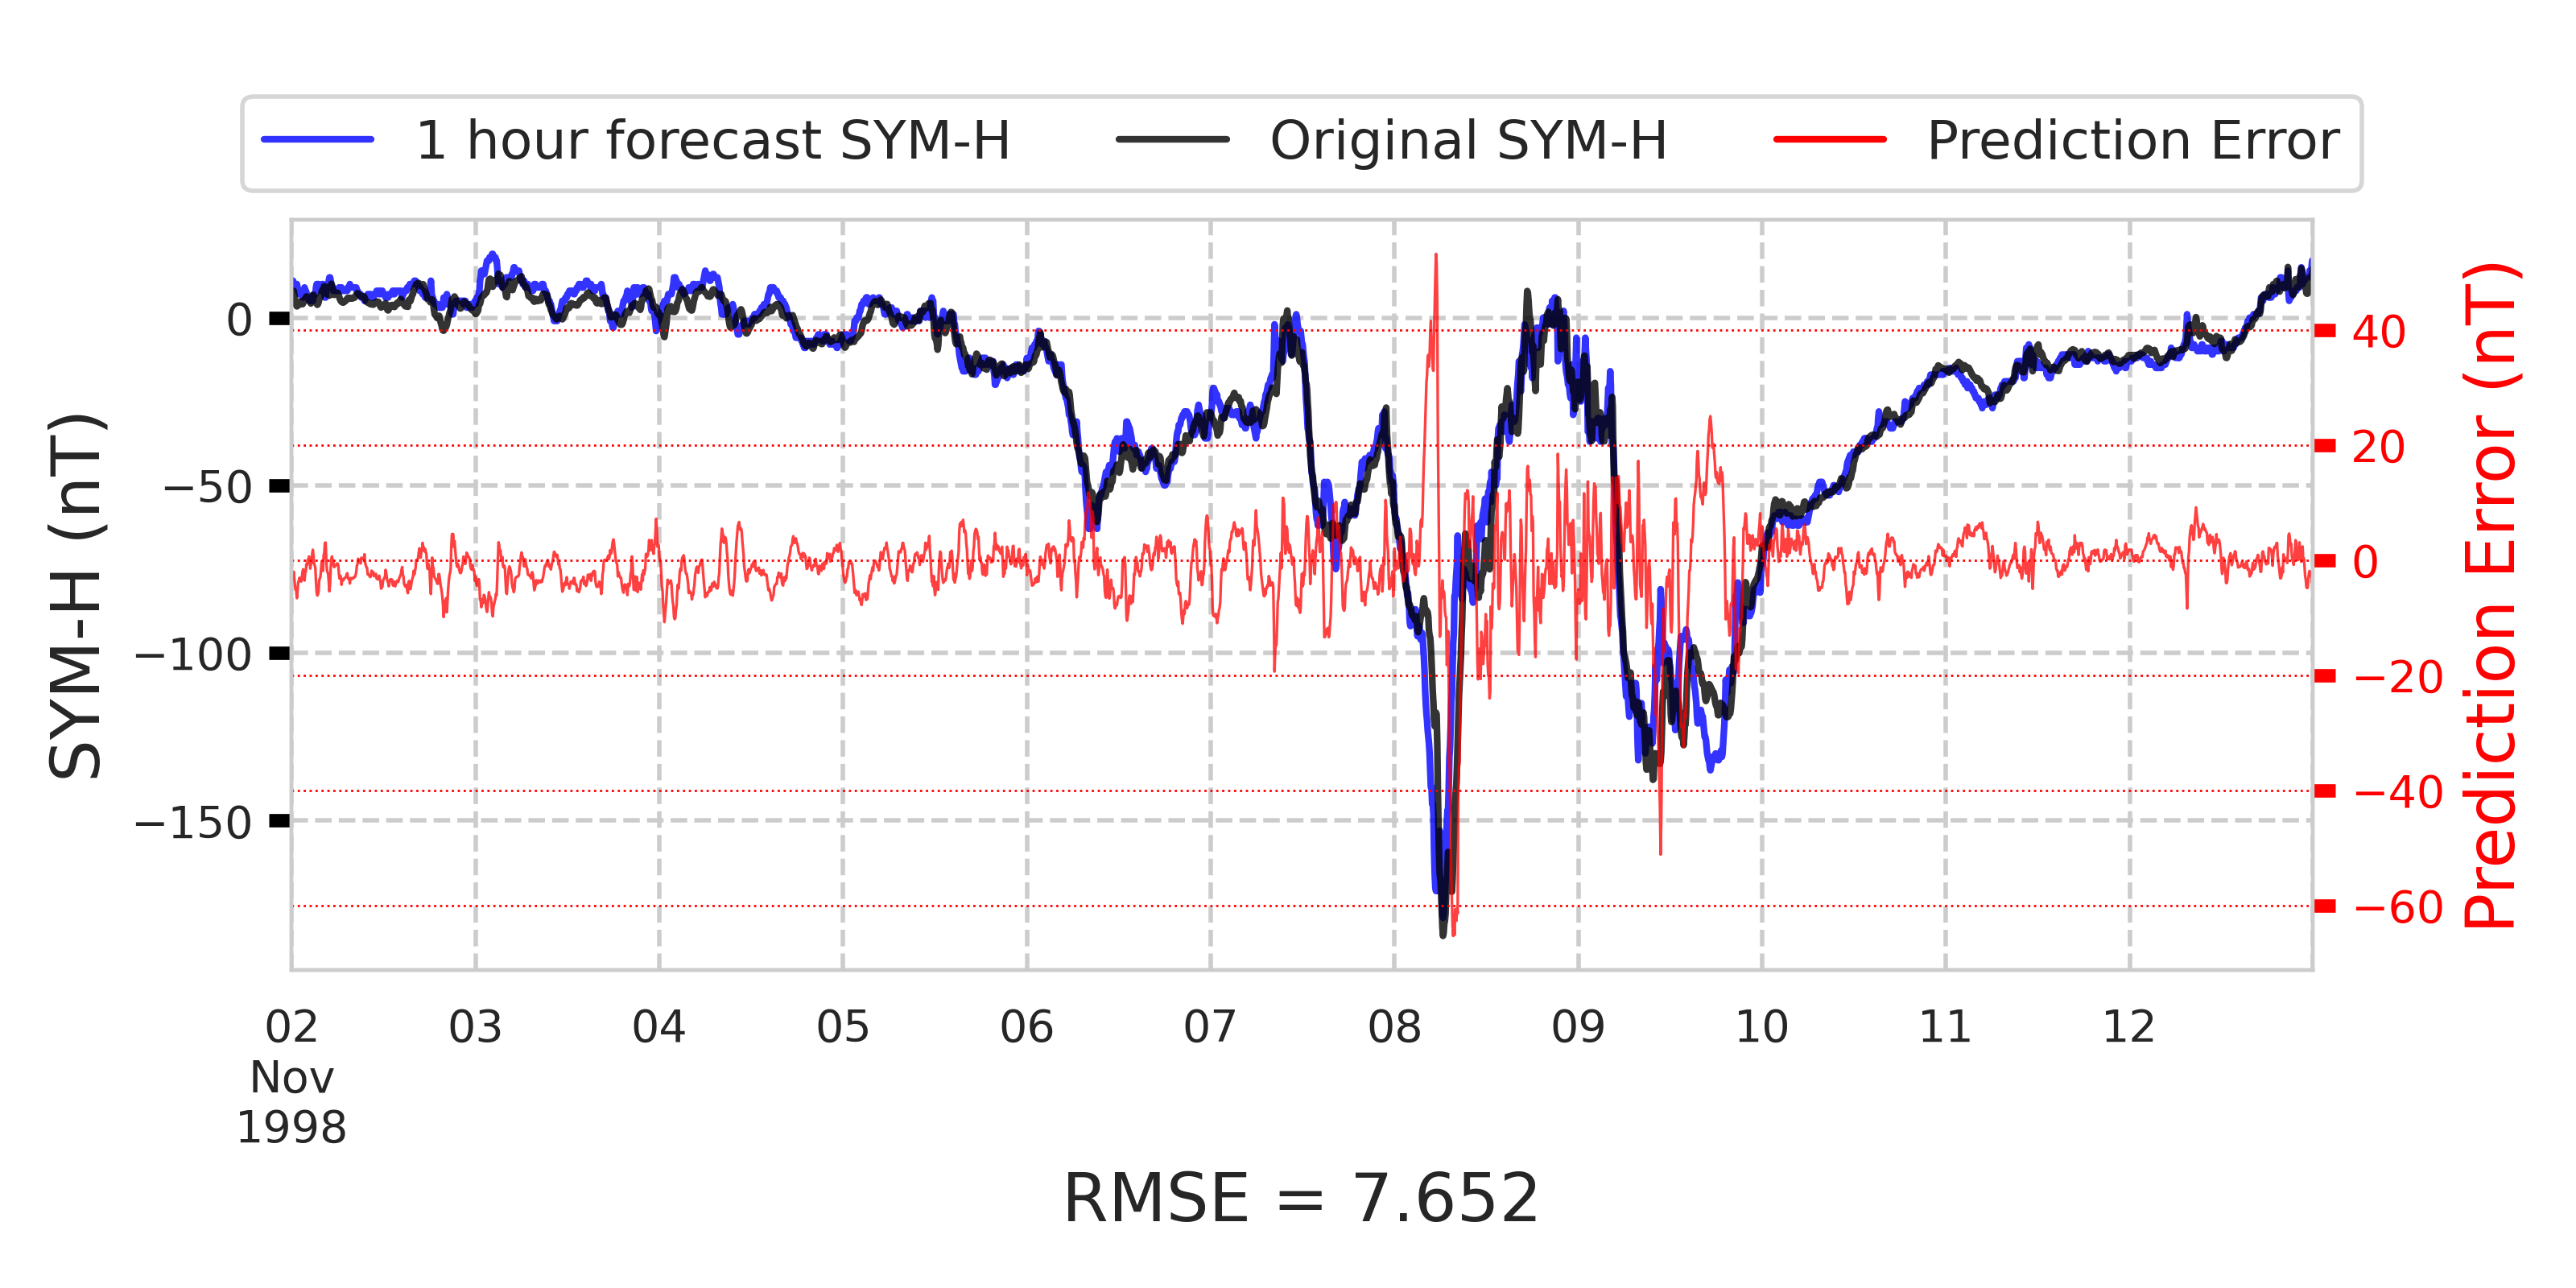 1 hour forecast SYM-H Original SYM-H Prediction Error
SYM-H (nT)
0
−50
−100
−150
40
20
0
−20
−40
−60
Prediction Error (nT)
02 03 04 05 06 07 08 09 10 11 12
Nov
1998
RMSE = 7.652